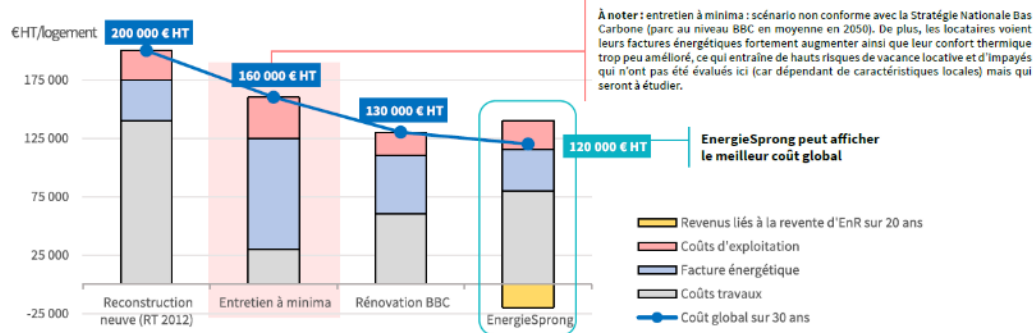 À noter : entretien à minima : scénario non conforme avec la Stratégie Nationale Bas
Carbone (parc au niveau BBC en moyenne en 2050). De plus, les locataires voient
leurs factures énergétiques fortement augmenter ainsi que leur confort thermique
trop peu amélioré, ce qui entraîne de hauts risques de vacance locative et d'impayés
qui n'ont pas été évalués ici (car dépendant de caractéristiques locales) mais qui
seront à étudier.
€HT/logement
200 000 € HT
160 000 € HT
130 000 € HT
120 000 € HT
EnergieSprong peut afficher
le meilleur coût global
175 000
125 000
75 000
25 000
-25 000
Reconstruction
neuve (RT 2012)
Entretien à minima
Rénovation BBC
EnergieSprong
Revenus liés à la revente d'EnR sur 20 ans
Coûts d'exploitation
Facture énergétique
Coûts travaux
Coût global sur 30 ans